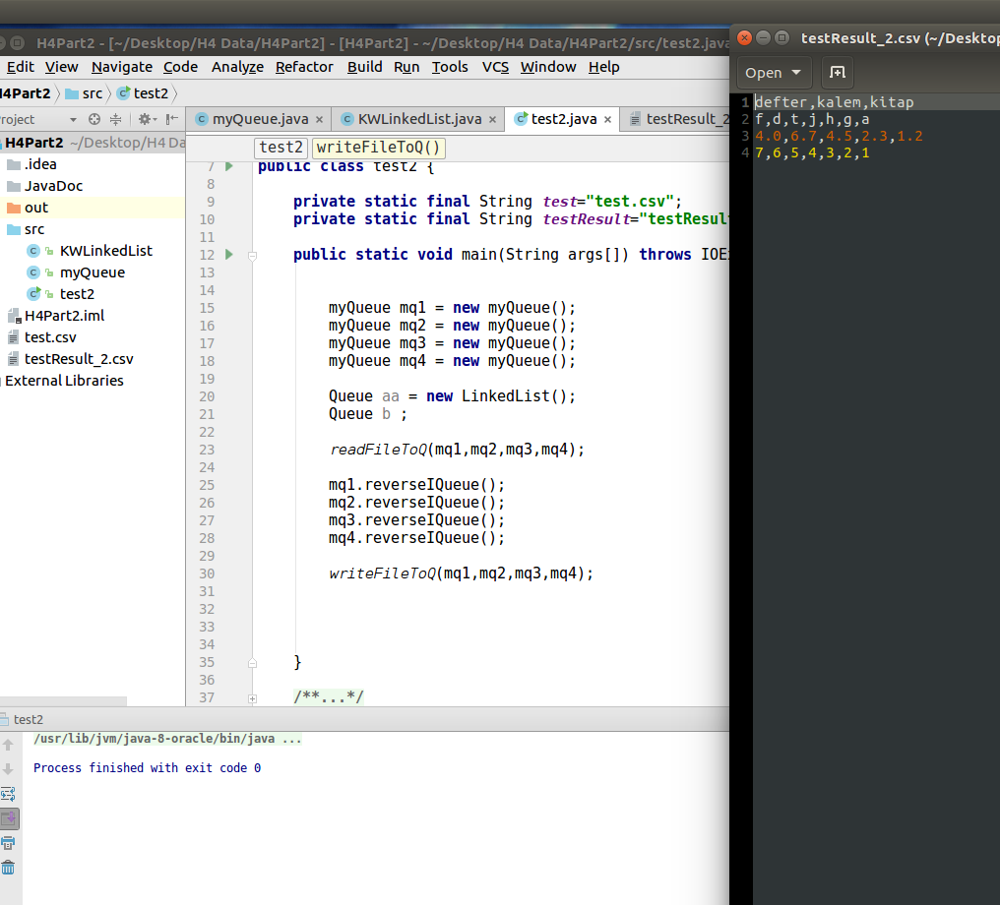 H4Part2 - [~/Desktop/H4 Data/H4Part2] - [H4Part2] - ~/Desktop/H4 Data/H4Part2/src/test2.java
Edit View Navigate Code Analyze Refactor Build Run Tools VCS Window Help
H4Part2 src test2
roject
H4Part2 ~/Desktop/H4 Da
.idea
JavaDoc
out
src
KWLinkedList
myQueue
test2
H4Part2.iml
test.csv
testResult_2.csv
External Libraries
myQueue.java × KWLinkedList.java × test2.java × testResult_2
test2 writeFileToQ()
7 public class test2 {
8
9 private static final String test="test.csv";
10 private static final String testResult="testResul
11
12 public static void main(String args[]) throws IOE
13
14
15 myQueue mq1 = new myQueue();
16 myQueue mq2 = new myQueue();
17 myQueue mq3 = new myQueue();
18 myQueue mq4 = new myQueue();
19
20 Queue aa = new LinkedList();
21 Queue b ;
22
23 readFileToQ(mq1,mq2,mq3,mq4);
24
25 mq1.reverseIQueue();
26 mq2.reverseIQueue();
27 mq3.reverseIQueue();
28 mq4.reverseIQueue();
29
30 writeFileToQ(mq1,mq2,mq3,mq4);
31
32
33
34
35 }
36
37 /**...*/
test2
/usr/lib/jvm/java-8-oracle/bin/java ...
Process finished with exit code 0
testResult_2.csv (~/Deskto
Open
1 defter,kalem,kitap
2 f,d,t,j,h,g,a
3 4.0,6.7,4.5,2.3,1.2
4 7,6,5,4,3,2,1